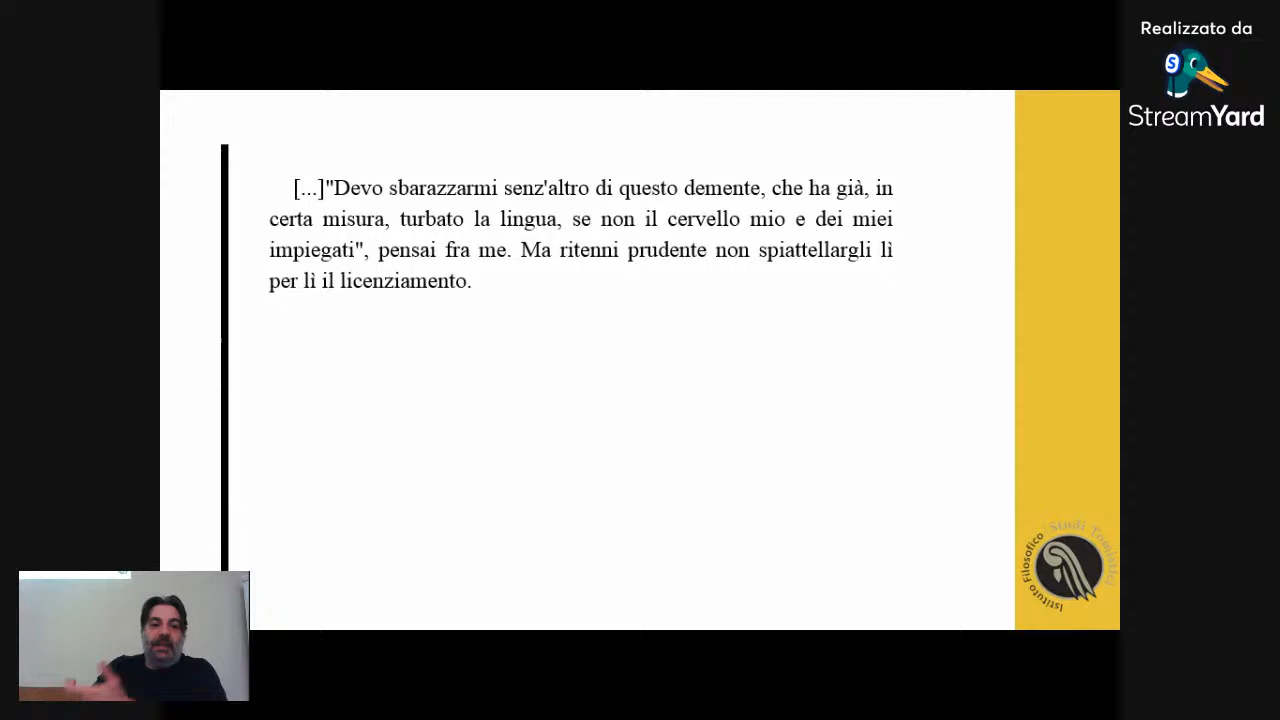 Realizzato da
S
StreamYard
[...]"Devo sbarazzarmi senz'altro di questo demente, che ha già, in
certa misura, turbato la lingua, se non il cervello mio e dei miei
impiegati", pensai fra me. Ma ritenni prudente non spiattellargli lì
per lì il licenziamento.
Istituto Filosofico Studi Tomistici